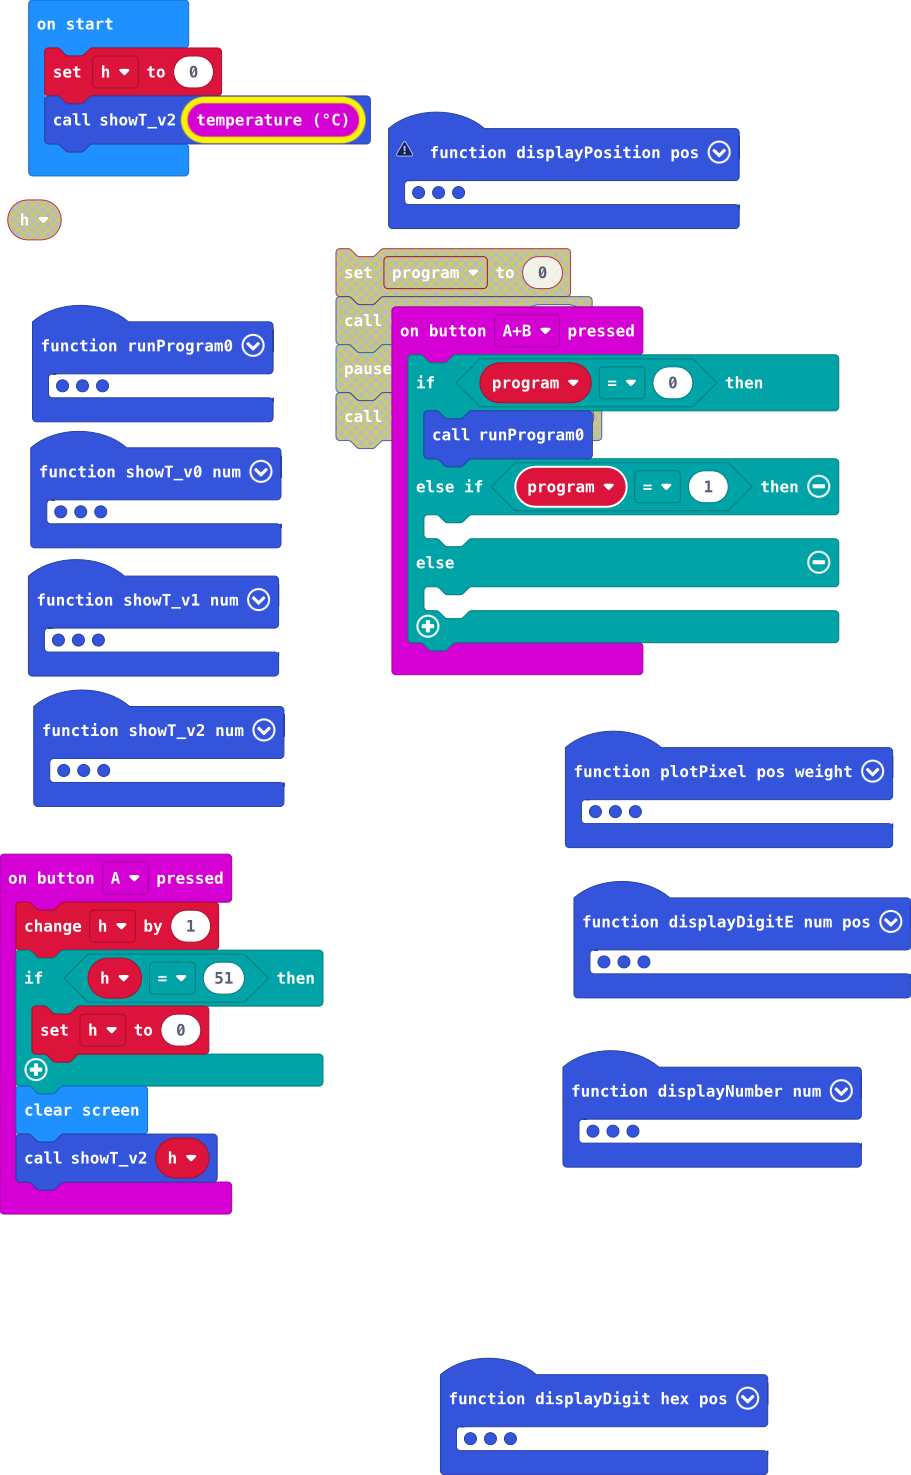 on start
set h to 0
call showT_v2 temperature (°C)
function displayPosition pos
h
set program to 0
call
pause
call
on button A+B pressed
if program = 0 then
call runProgram0
else if program = 1 then
else
function runProgram0
function showT_v0 num
function showT_v1 num
function showT_v2 num
function plotPixel pos weight
on button A pressed
change h by 1
if h = 51 then
set h to 0
clear screen
call showT_v2 h
function displayDigitE num pos
function displayNumber num
function displayDigit hex pos